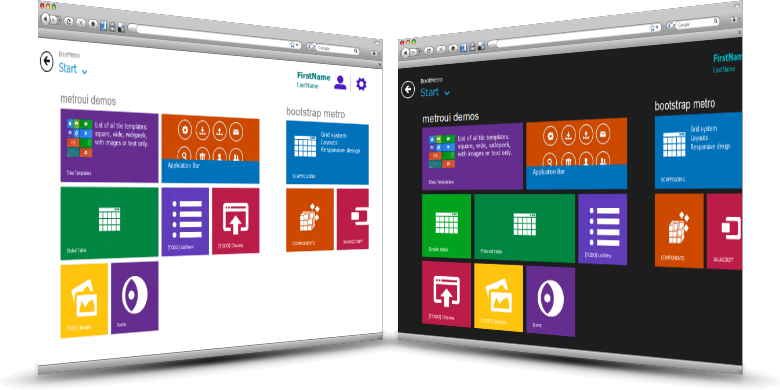 Google
BootMetro
Start
FirstName
LastName
metroui demos
bootstrap metro
List of all tile templates:
square, wide, widepeek,
with images or text only.
Tiles Templates
Application Bar
Grid system
Layouts
Responsive design
SCAFFOLDING
[TODO] ListView
[TODO] Charms
COMPONENTS
JAVASCRIPT
[TODO] Images
Icons
Google
BootMetro
Start
FirstName
LastName
metroui demos
bootstrap metro
List of all tile templates:
square, wide, widepeek,
with images or text only.
Tiles Templates
Application Bar
Grid system
Layouts
Responsive design
SCAFFOLDING
Simple table
[TODO] ListView
COMPONENTS
JAVASCRIPT
[TODO] Charms
[TODO] Images
Icons